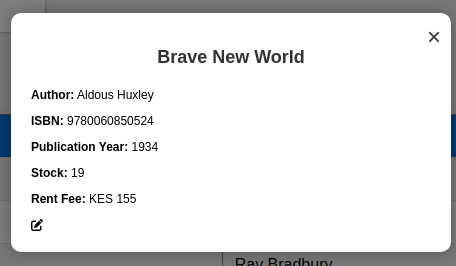 Brave New World
Author: Aldous Huxley
ISBN: 9780060850524
Publication Year: 1934
Stock: 19
Rent Fee: KES 155
Ray Bradbury